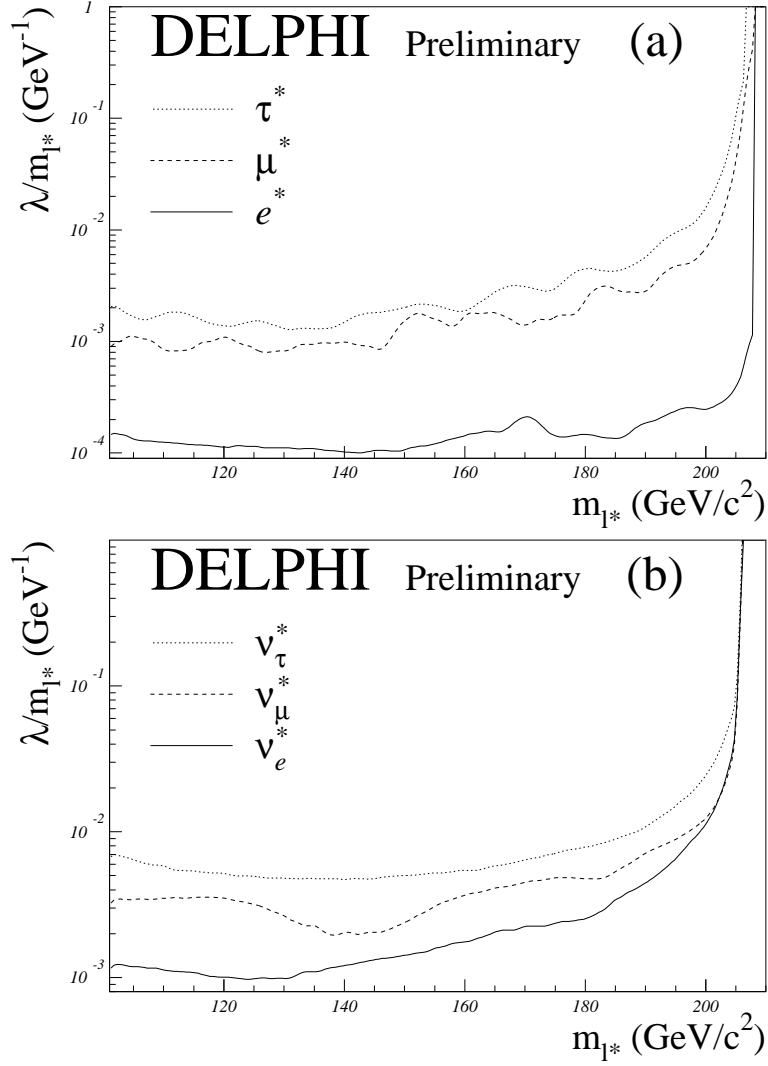 DELPHI Preliminary (a)
λ/m_l* (GeV⁻¹)
1
10⁻¹
10⁻²
10⁻³
10⁻⁴
τ*
μ*
e*
120 140 160 180 200
m_l* (GeV/c²)
DELPHI Preliminary (b)
λ/m_l* (GeV⁻¹)
10⁻¹
10⁻²
10⁻³
ν*_τ
ν*_μ
ν*_e
120 140 160 180 200
m_l* (GeV/c²)